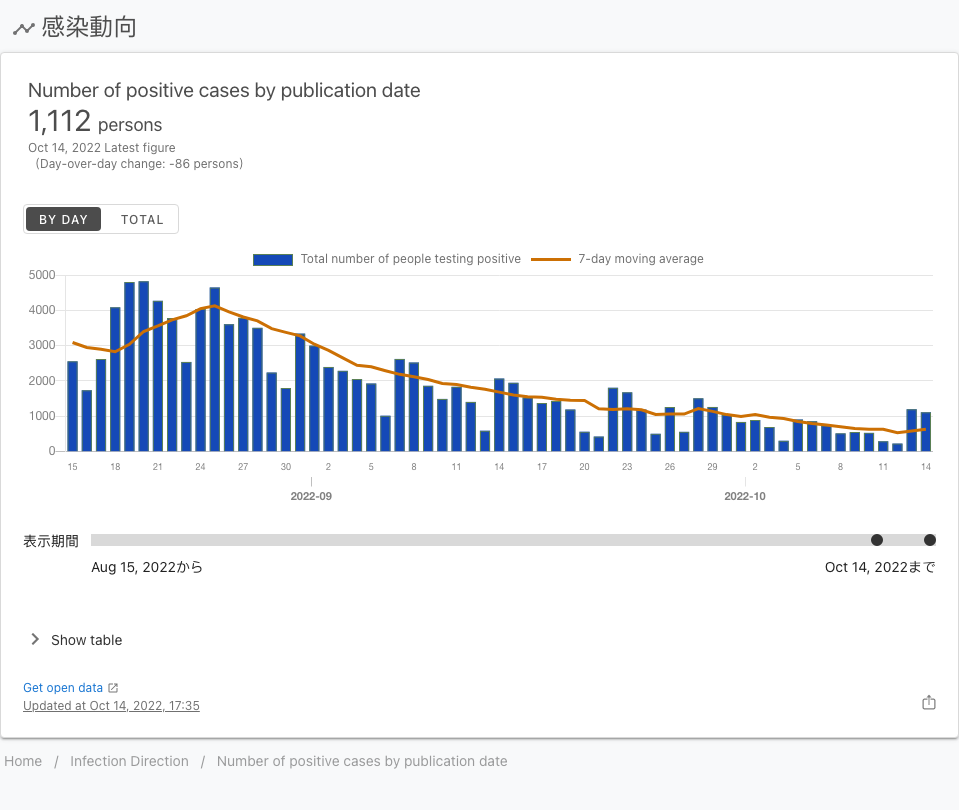 感染動向
Number of positive cases by publication date
1,112 persons
Oct 14, 2022 Latest figure
(Day-over-day change: -86 persons)
BY DAY TOTAL
Total number of people testing positive 7-day moving average
5000
4000
3000
2000
1000
0
15 18 21 24 27 30 2 5 8 11 14 17 20 23 26 29 2 5 8 11 14
2022-09 2022-10
表示期間
Aug 15, 2022から Oct 14, 2022まで
Show table
Get open data
Updated at Oct 14, 2022, 17:35
Home / Infection Direction / Number of positive cases by publication date